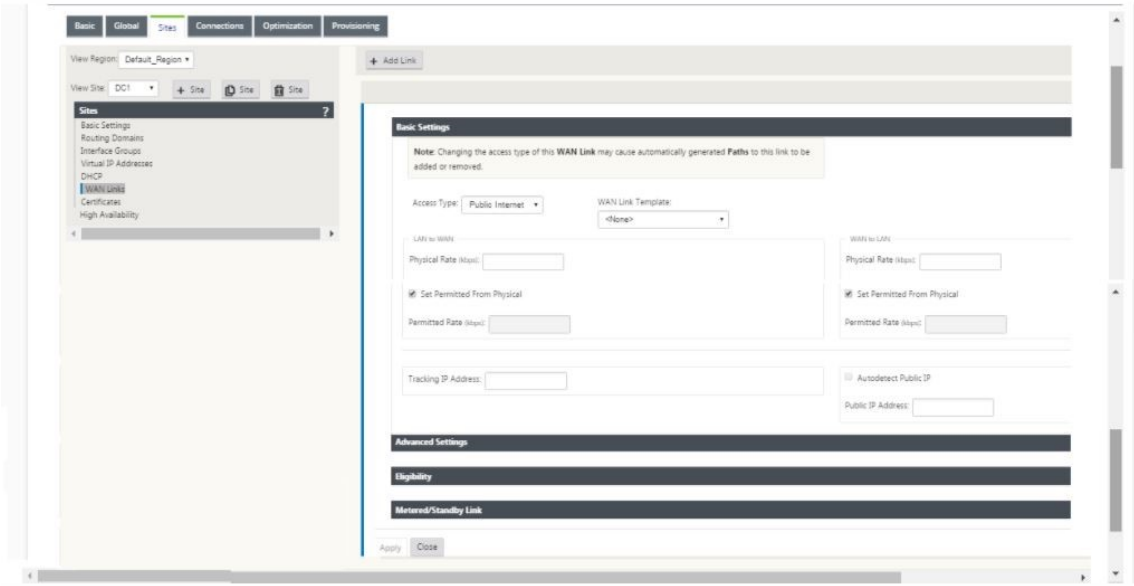 Basic Global Sites Connections Optimization Provisioning
View Region: Default_Region
+ Add Link
View Site: DC1 + Site Site Site
Sites ?
Basic Settings
Routing Domains
Interface Groups
Virtual IP Addresses
DHCP
WAN Links
Certificates
High Availability
Basic Settings
Note: Changing the access type of this WAN Link may cause automatically generated Paths to this link to be
added or removed.
Access Type: Public Internet WAN Link Template:
<None>
LAN to WAN WAN to LAN
Physical Rate (kbps): Physical Rate (kbps):
Set Permitted From Physical Set Permitted From Physical
Permitted Rate (kbps): Permitted Rate (kbps):
Tracking IP Address: Autodetect Public IP
Public IP Address:
Advanced Settings
Eligibility
Metered/Standby Link
Apply Close